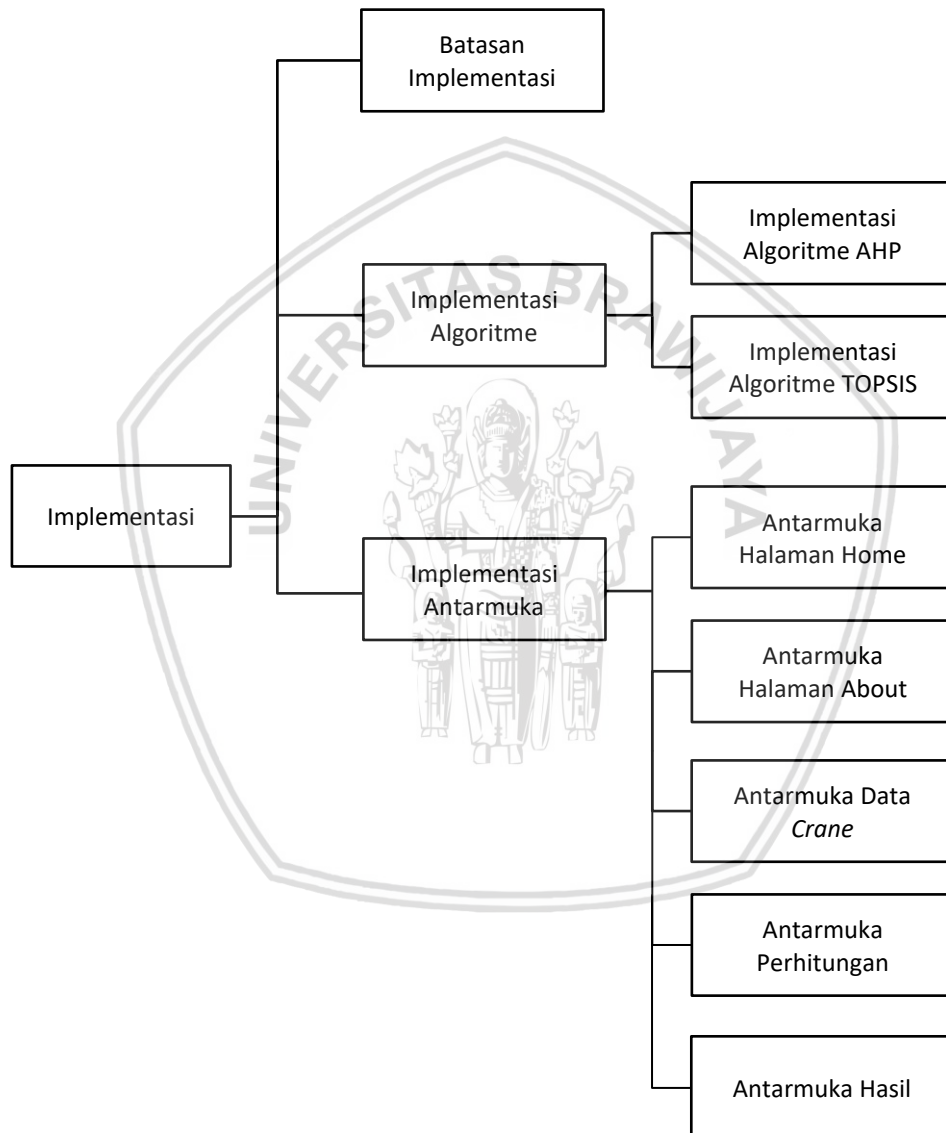 Batasan
Implementasi
Implementasi
Algoritme AHP
Implementasi
Algoritme
Implementasi
Algoritme TOPSIS
UNIVERSITAS BRAWIJAYA
Implementasi
Implementasi
Antarmuka
Antarmuka
Halaman Home
Antarmuka
Halaman About
Antarmuka Data
Crane
Antarmuka
Perhitungan
Antarmuka Hasil